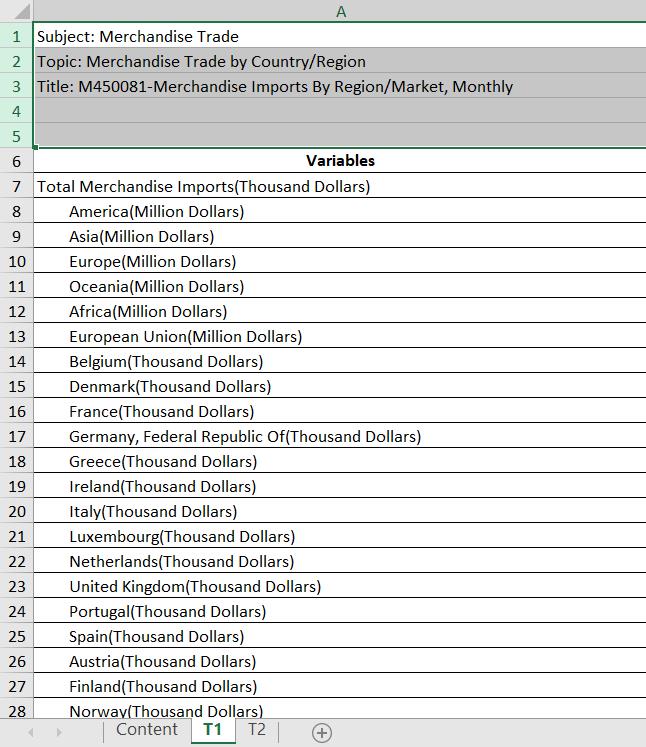 A
1 Subject: Merchandise Trade
2 Topic: Merchandise Trade by Country/Region
3 Title: M450081-Merchandise Imports By Region/Market, Monthly
4
5
6 Variables
7 Total Merchandise Imports(Thousand Dollars)
8 America(Million Dollars)
9 Asia(Million Dollars)
10 Europe(Million Dollars)
11 Oceania(Million Dollars)
12 Africa(Million Dollars)
13 European Union(Million Dollars)
14 Belgium(Thousand Dollars)
15 Denmark(Thousand Dollars)
16 France(Thousand Dollars)
17 Germany, Federal Republic Of(Thousand Dollars)
18 Greece(Thousand Dollars)
19 Ireland(Thousand Dollars)
20 Italy(Thousand Dollars)
21 Luxembourg(Thousand Dollars)
22 Netherlands(Thousand Dollars)
23 United Kingdom(Thousand Dollars)
24 Portugal(Thousand Dollars)
25 Spain(Thousand Dollars)
26 Austria(Thousand Dollars)
27 Finland(Thousand Dollars)
28 Norway(Thousand Dollars)
Content T1 T2